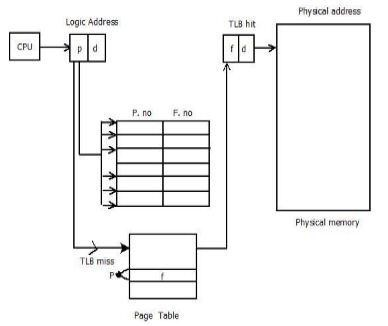 Physical address
Logic Address
TLB hit
CPU
p d
f d
P. no F. no
Physical memory
TLB miss
P
f
Page Table